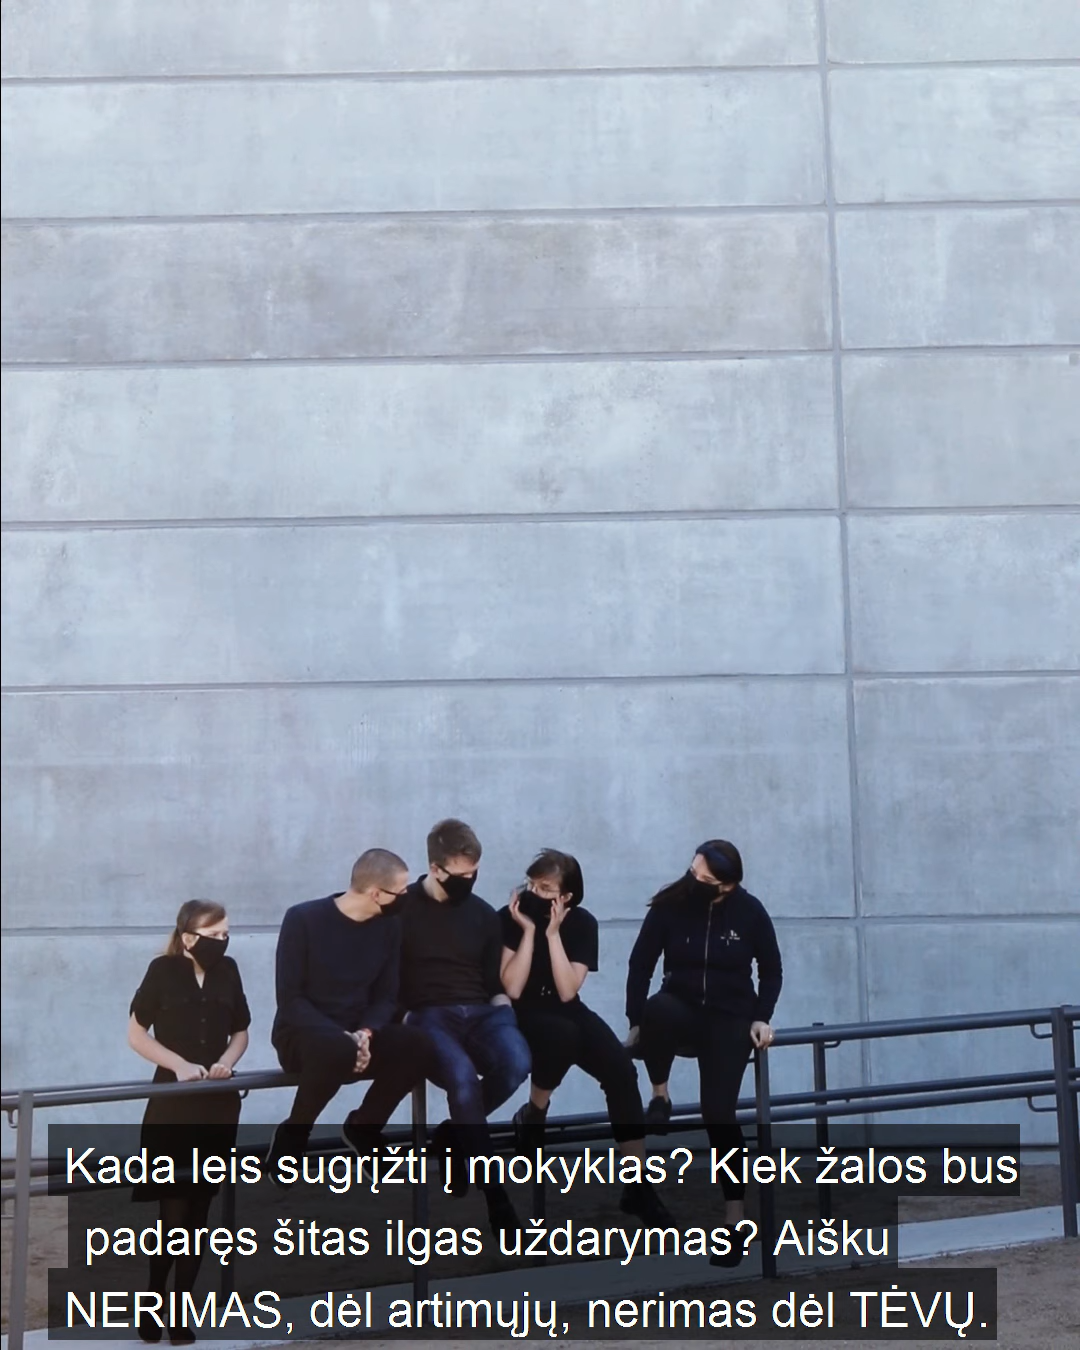 Kada leis sugrįžti į mokyklas? Kiek žalos bus
padaręs šitas ilgas uždarymas? Aišku
NERIMAS, dėl artimųjų, nerimas dėl TĖVŲ.